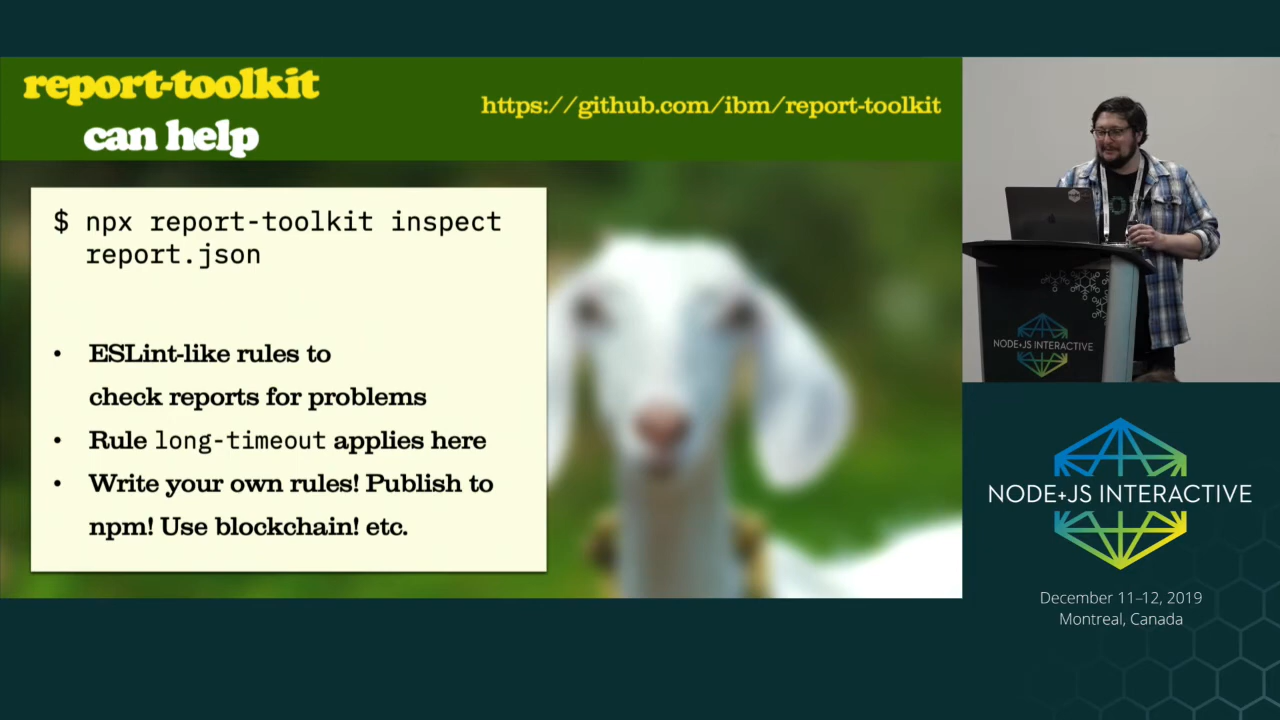 report-toolkit
can help
https://github.com/ibm/report-toolkit
$ npx report-toolkit inspect
report.json
• ESLint-like rules to
check reports for problems
• Rule long-timeout applies here
• Write your own rules! Publish to
npm! Use blockchain! etc.
NODE+JS INTERACTIVE
NODE+JS INTERACTIVE
December 11–12, 2019
Montreal, Canada